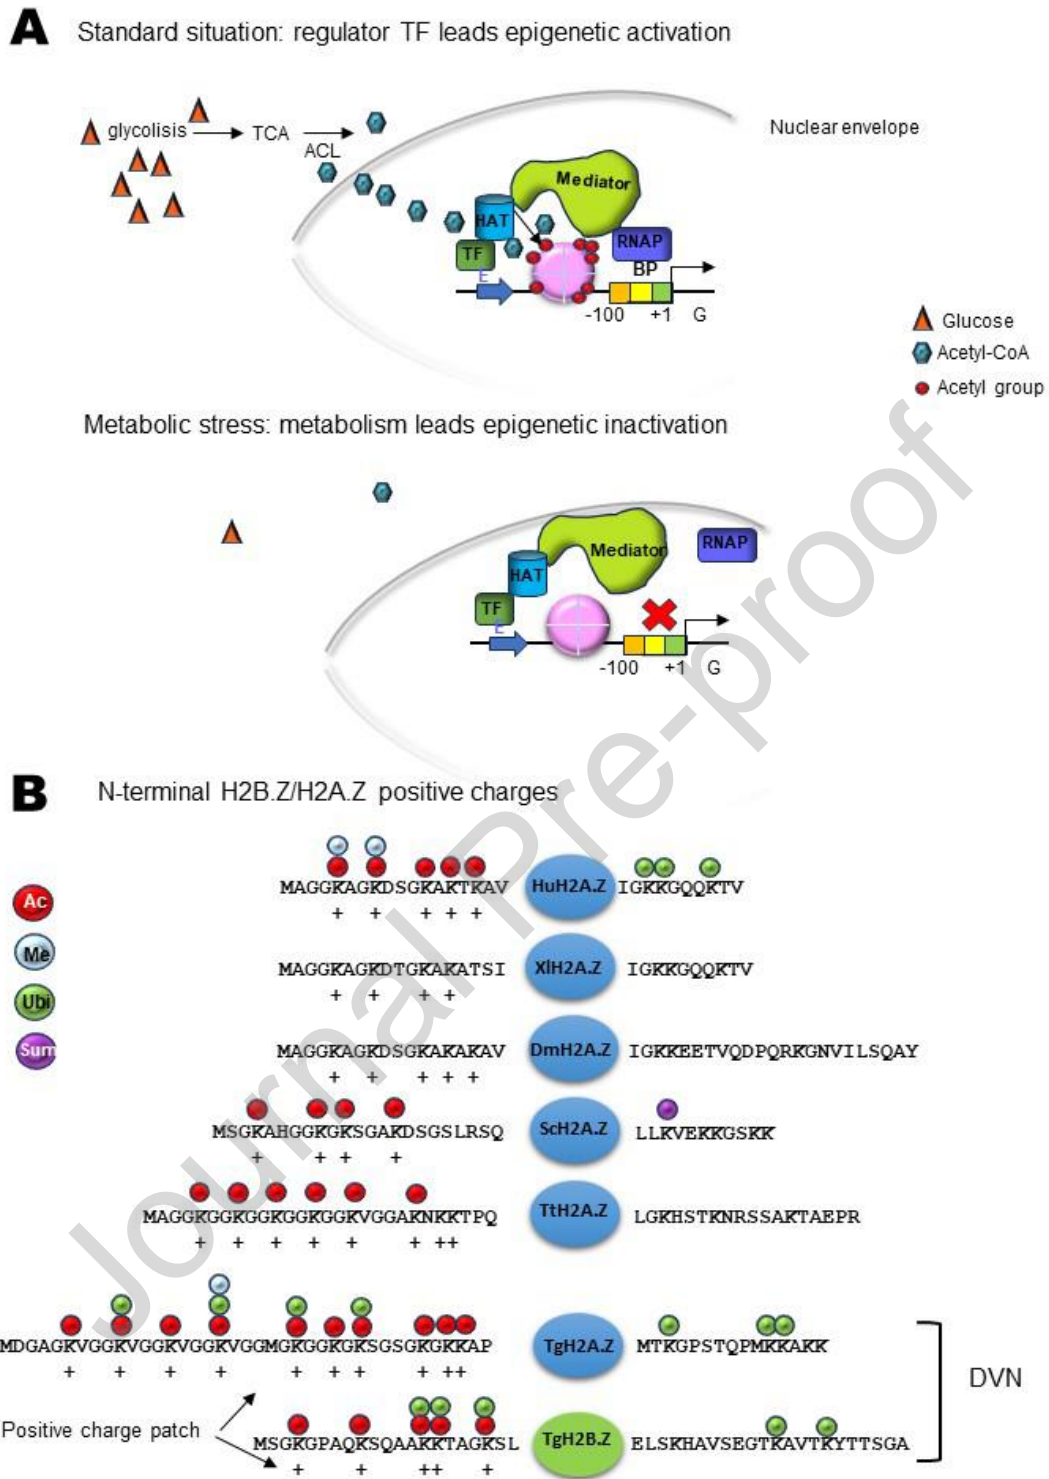 A Standard situation: regulator TF leads epigenetic activation
glycolisis TCA
ACL
Nuclear envelope
Mediator
HAT
TF
E
RNAP
BP
-100 +1 G
Glucose
Acetyl-CoA
Acetyl group
Metabolic stress: metabolism leads epigenetic inactivation
Mediator
RNAP
HAT
TF
E
-100 +1 G
B N-terminal H2B.Z/H2A.Z positive charges
Ac
Me
Ubi
Sum
MAGGKAGKDSGKAKTKAV HuH2A.Z IGKKGQQKTV
+ + + + +
MAGGKAGKDTGKAKATSI XlH2A.Z IGKKGQQKTV
+ + + +
MAGGKAGKDSGKAKAKAV DmH2A.Z IGKKEETVQDPQRKGNVILSQAY
+ + + + +
MSGKAHGGKGKSGAKDSGSLRSQ ScH2A.Z LLKVEKKGSKK
+ + + +
MAGGKGGKGGKGGKGGKVGGAKNKKTPQ TtH2A.Z LGKHSTKNRSSAKTAEPR
+ + + + + + ++
MDGAGKVGGKVGGKVGGKVGGMGKGGKGKSGSGKGKKAP TgH2A.Z MTKGPSTQPMKKAKK
+ + + + + + + + ++
DVN
Positive charge patch
MSGKGPAQKSQAAKKTAGKSL TgH2B.Z ELSKHAVSEGTKAVTKYTTSGA
+ + ++ +
Journal Pre-proof